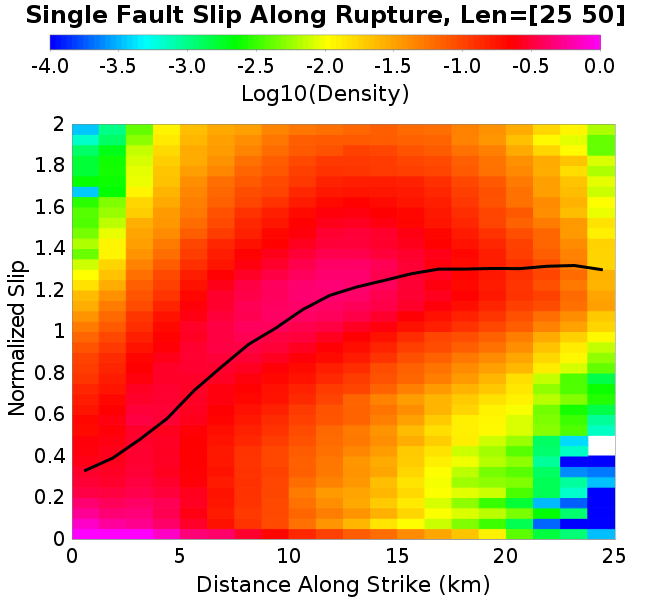 Single Fault Slip Along Rupture, Len=[25 50]
-4.0 -3.5 -3.0 -2.5 -2.0 -1.5 -1.0 -0.5 0.0
Log10(Density)
2
1.8
1.6
1.4
1.2
1
0.8
0.6
0.4
0.2
0
Normalized Slip
0 5 10 15 20 25
Distance Along Strike (km)